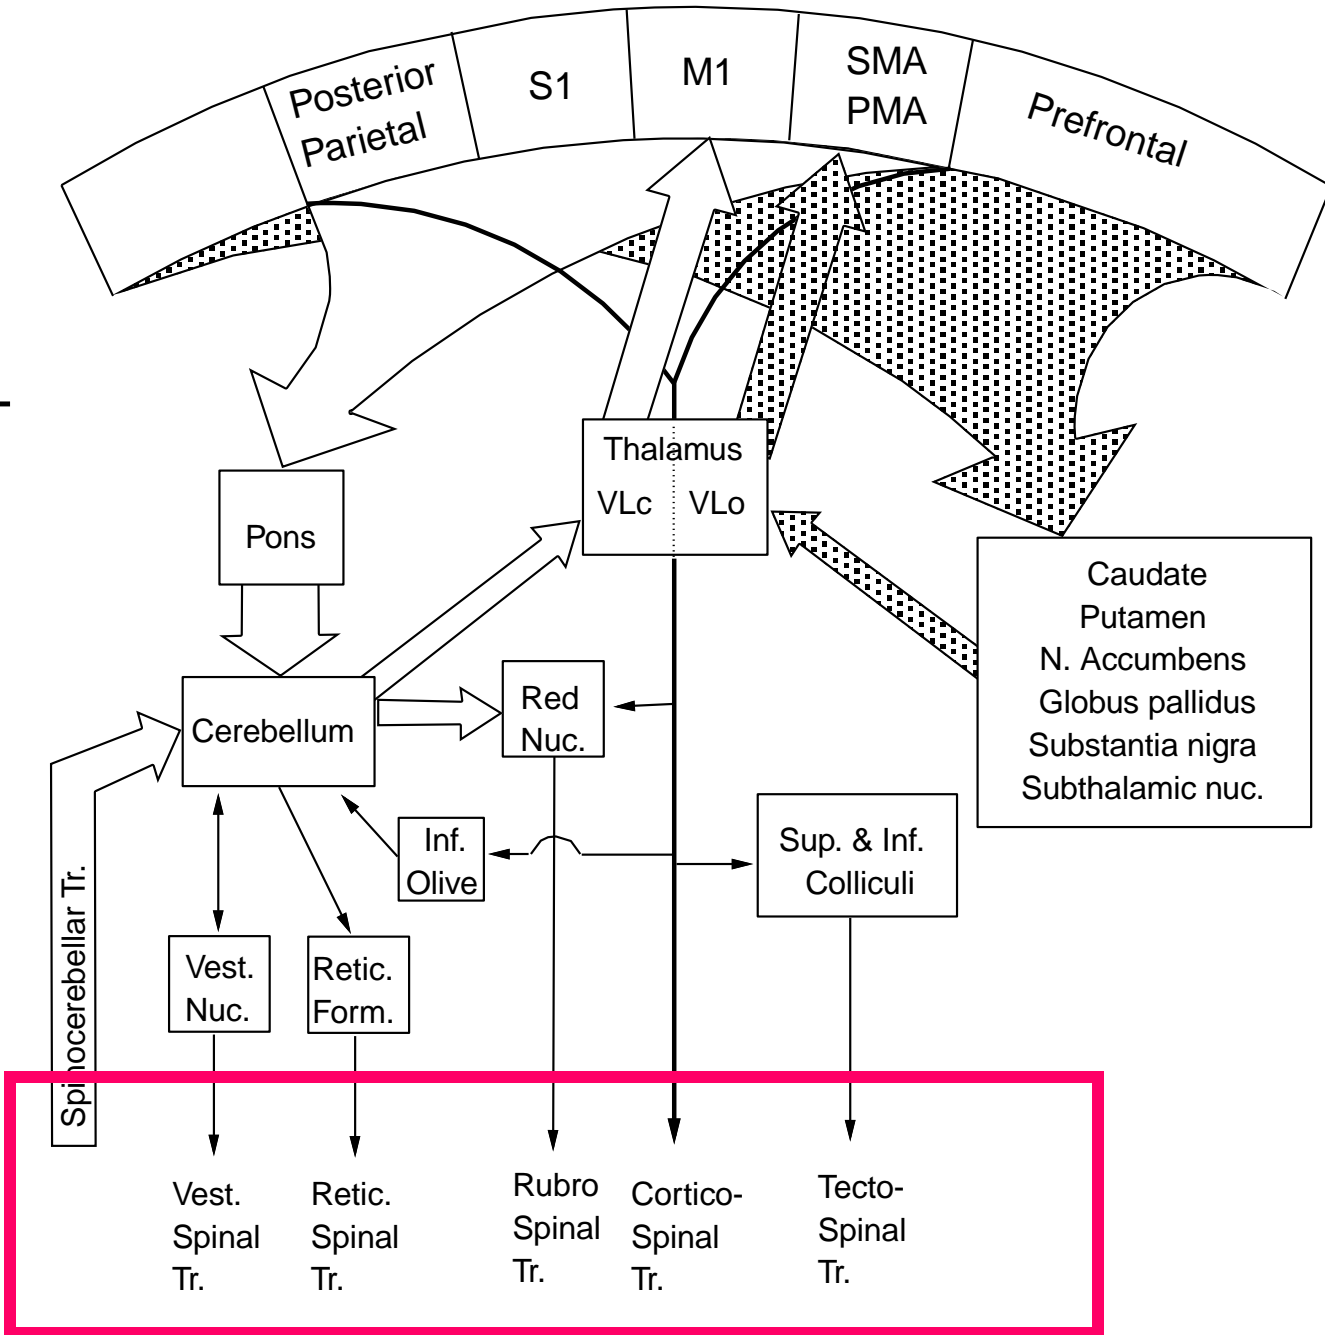 Posterior
Parietal
S1
M1
SMA
PMA
Prefrontal
Thalamus
VLc
VLo
Pons
Caudate
Putamen
N. Accumbens
Globus pallidus
Substantia nigra
Subthalamic nuc.
Cerebellum
Red
Nuc.
Inf.
Olive
Sup. & Inf.
Colliculi
Spinocerebellar Tr.
Vest.
Nuc.
Retic.
Form.
Vest.
Spinal
Tr.
Retic.
Spinal
Tr.
Rubro
Spinal
Tr.
Cortico-
Spinal
Tr.
Tecto-
Spinal
Tr.